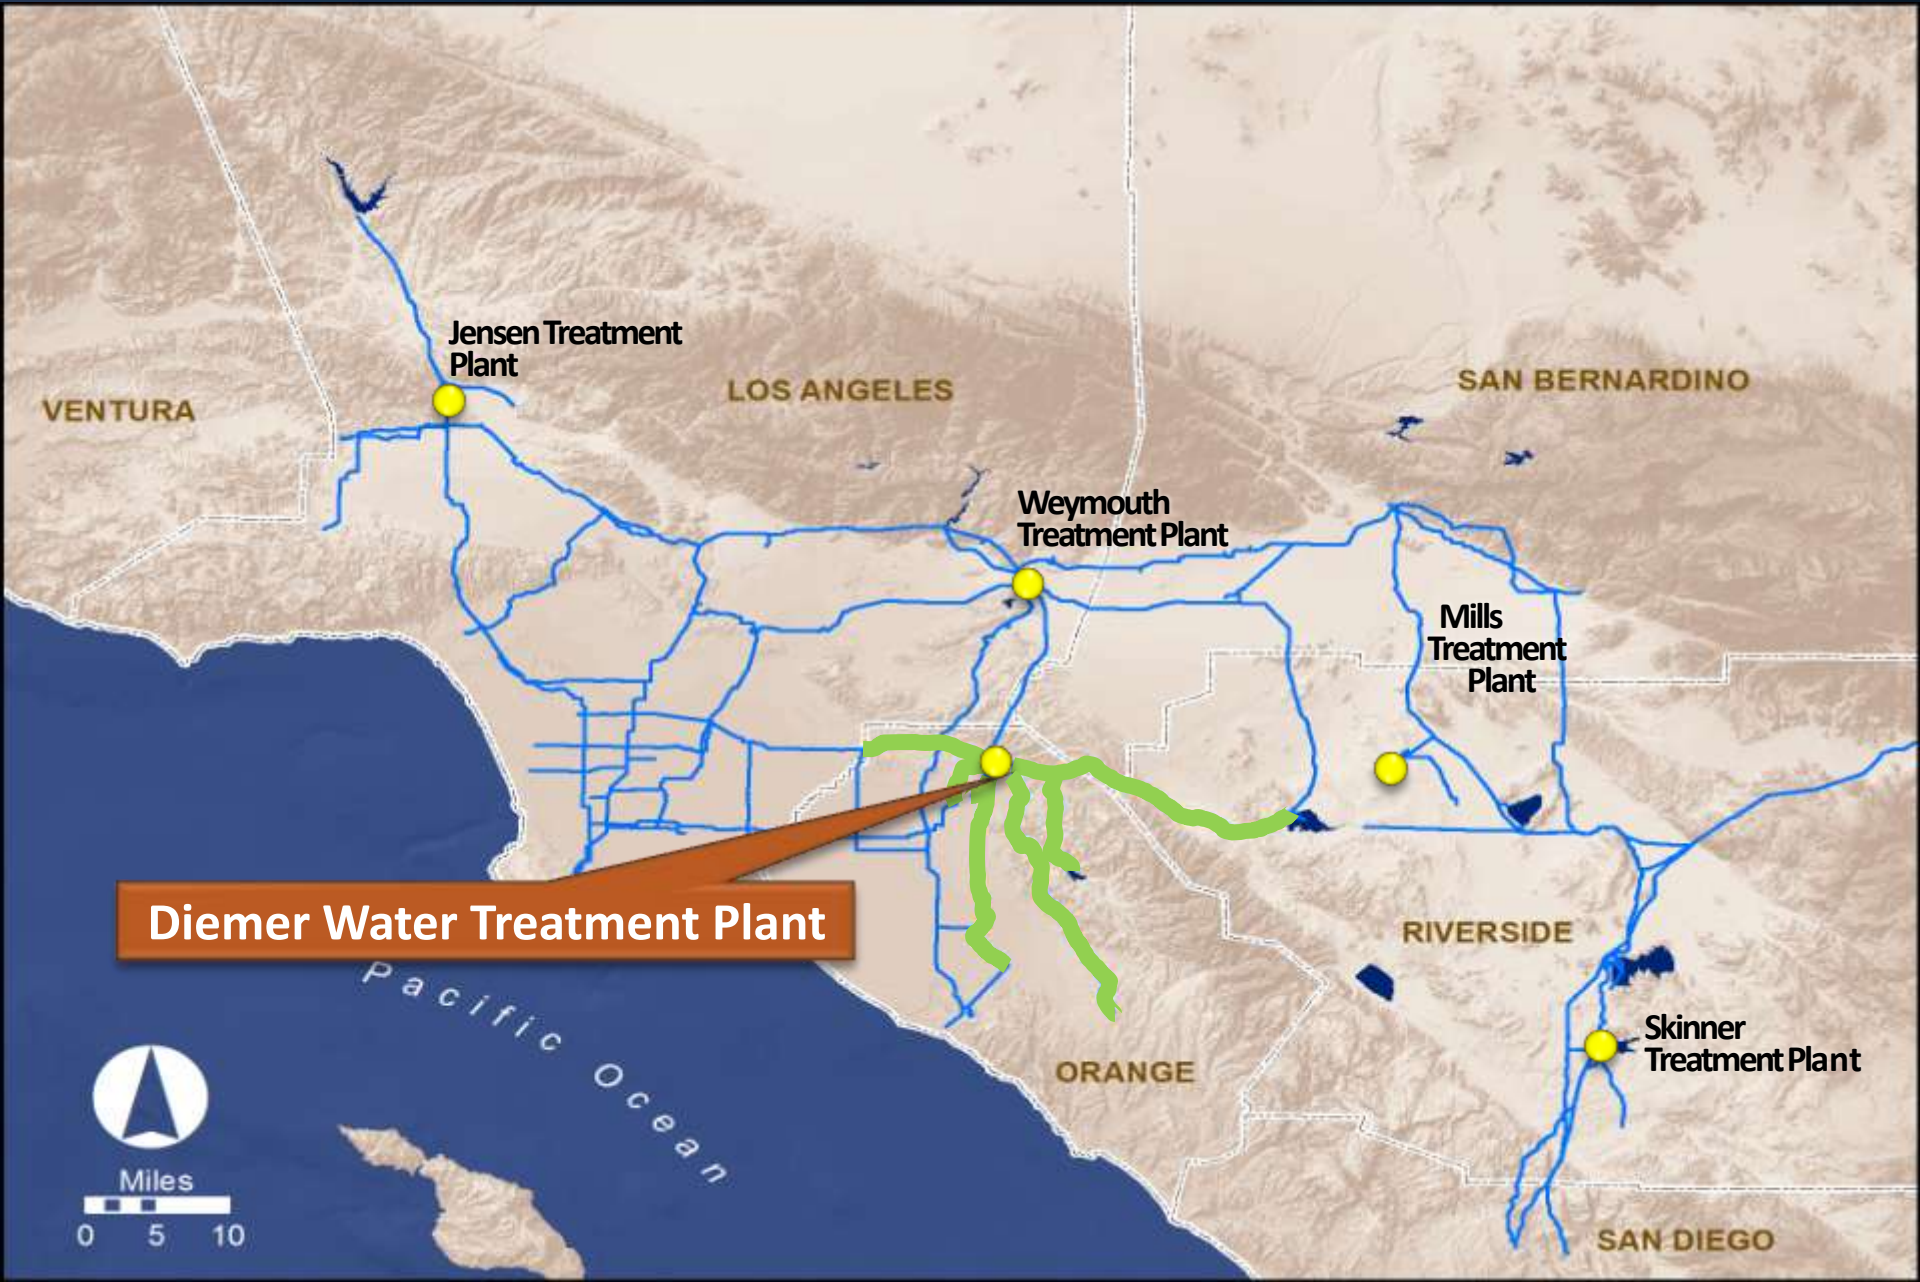 Jensen Treatment
Plant
LOS ANGELES
SAN BERNARDINO
VENTURA
Weymouth
Treatment Plant
Mills
Treatment
Plant
Diemer Water Treatment Plant
RIVERSIDE
Pacific Ocean
Skinner
Treatment Plant
ORANGE
Miles
0 5 10
SAN DIEGO